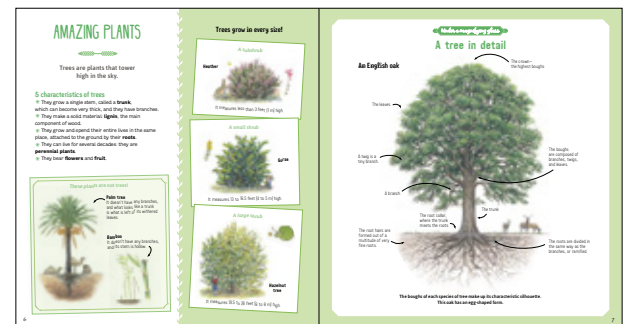 AMAZING PLANTS
Trees are plants that tower
high in the sky.
5 characteristics of trees
They grow a single stem, called a trunk,
which can become very thick, and they have branches.
They make a solid material: lignin, the main
component of wood.
They grow and spend their entire lives in the same
place, attached to the ground by their roots.
They can live for several decades: they are
perennial plants.
They bear flowers and fruit.
These plants are not trees!
Palm tree
It doesn't have any branches,
and what looks like a trunk
is what is left of its withered
leaves.
Bamboo
It doesn't have any branches,
and its stem is hollow.
6
Trees grow in every size!
A subshrub
Heather
It measures less than 3 feet (1 m) high.
A small shrub
Gorse
It measures 13 to 16.5 feet (4 to 5 m) high.
A large shrub
Hazelnut
tree
It measures 16.5 to 26 feet (5 to 8 m) high.
Under a magnifying glass
A tree in detail
An English oak
The crown—
the highest boughs
The leaves
A twig is a
tiny branch.
A branch
The boughs
are composed of
branches, twigs,
and leaves.
The trunk
The root collar,
where the trunk
meets the roots.
The root hairs are
formed out of a
multitude of very
fine roots.
The roots are divided in
the same way as the
branches, or ramified.
The boughs of each species of tree make up its characteristic silhouette.
This oak has an egg-shaped form.
7